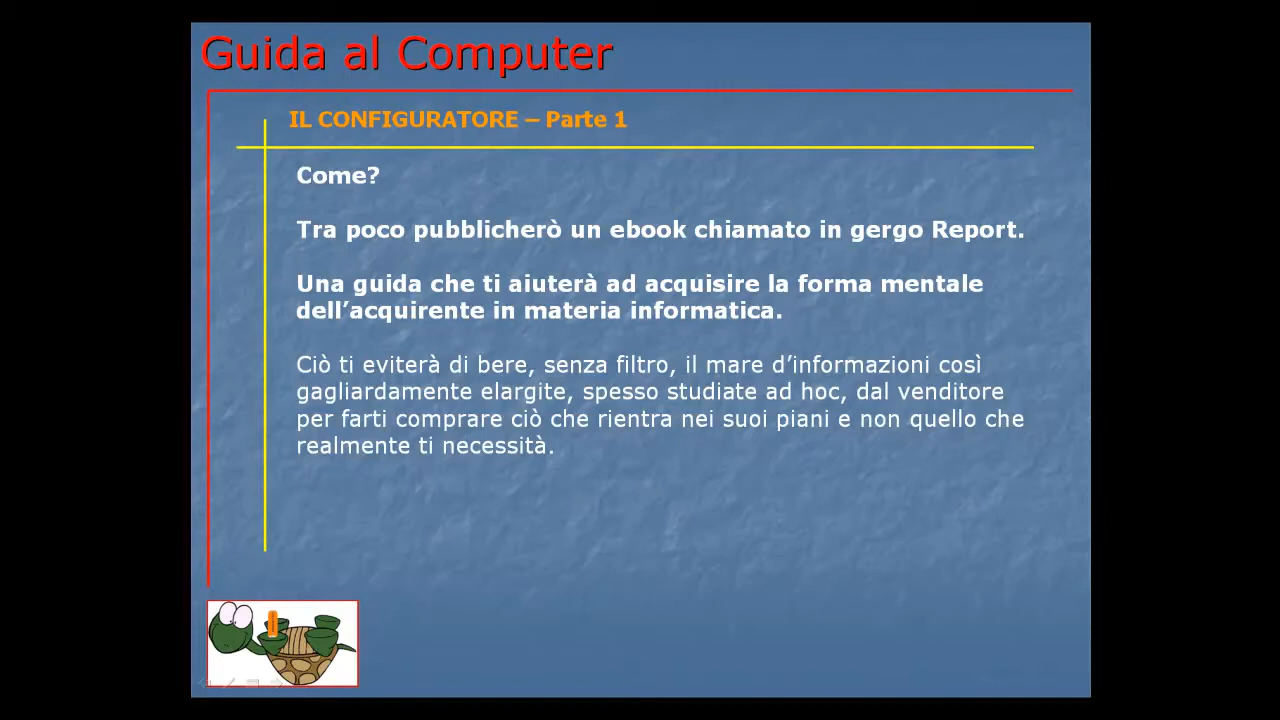 Guida al Computer
IL CONFIGURATORE – Parte 1
Come?
Tra poco pubblicherò un ebook chiamato in gergo Report.
Una guida che ti aiuterà ad acquisire la forma mentale
dell’acquirente in materia informatica.
Ciò ti eviterà di bere, senza filtro, il mare d’informazioni così
gagliardamente elargite, spesso studiate ad hoc, dal venditore
per farti comprare ciò che rientra nei suoi piani e non quello che
realmente ti necessità.